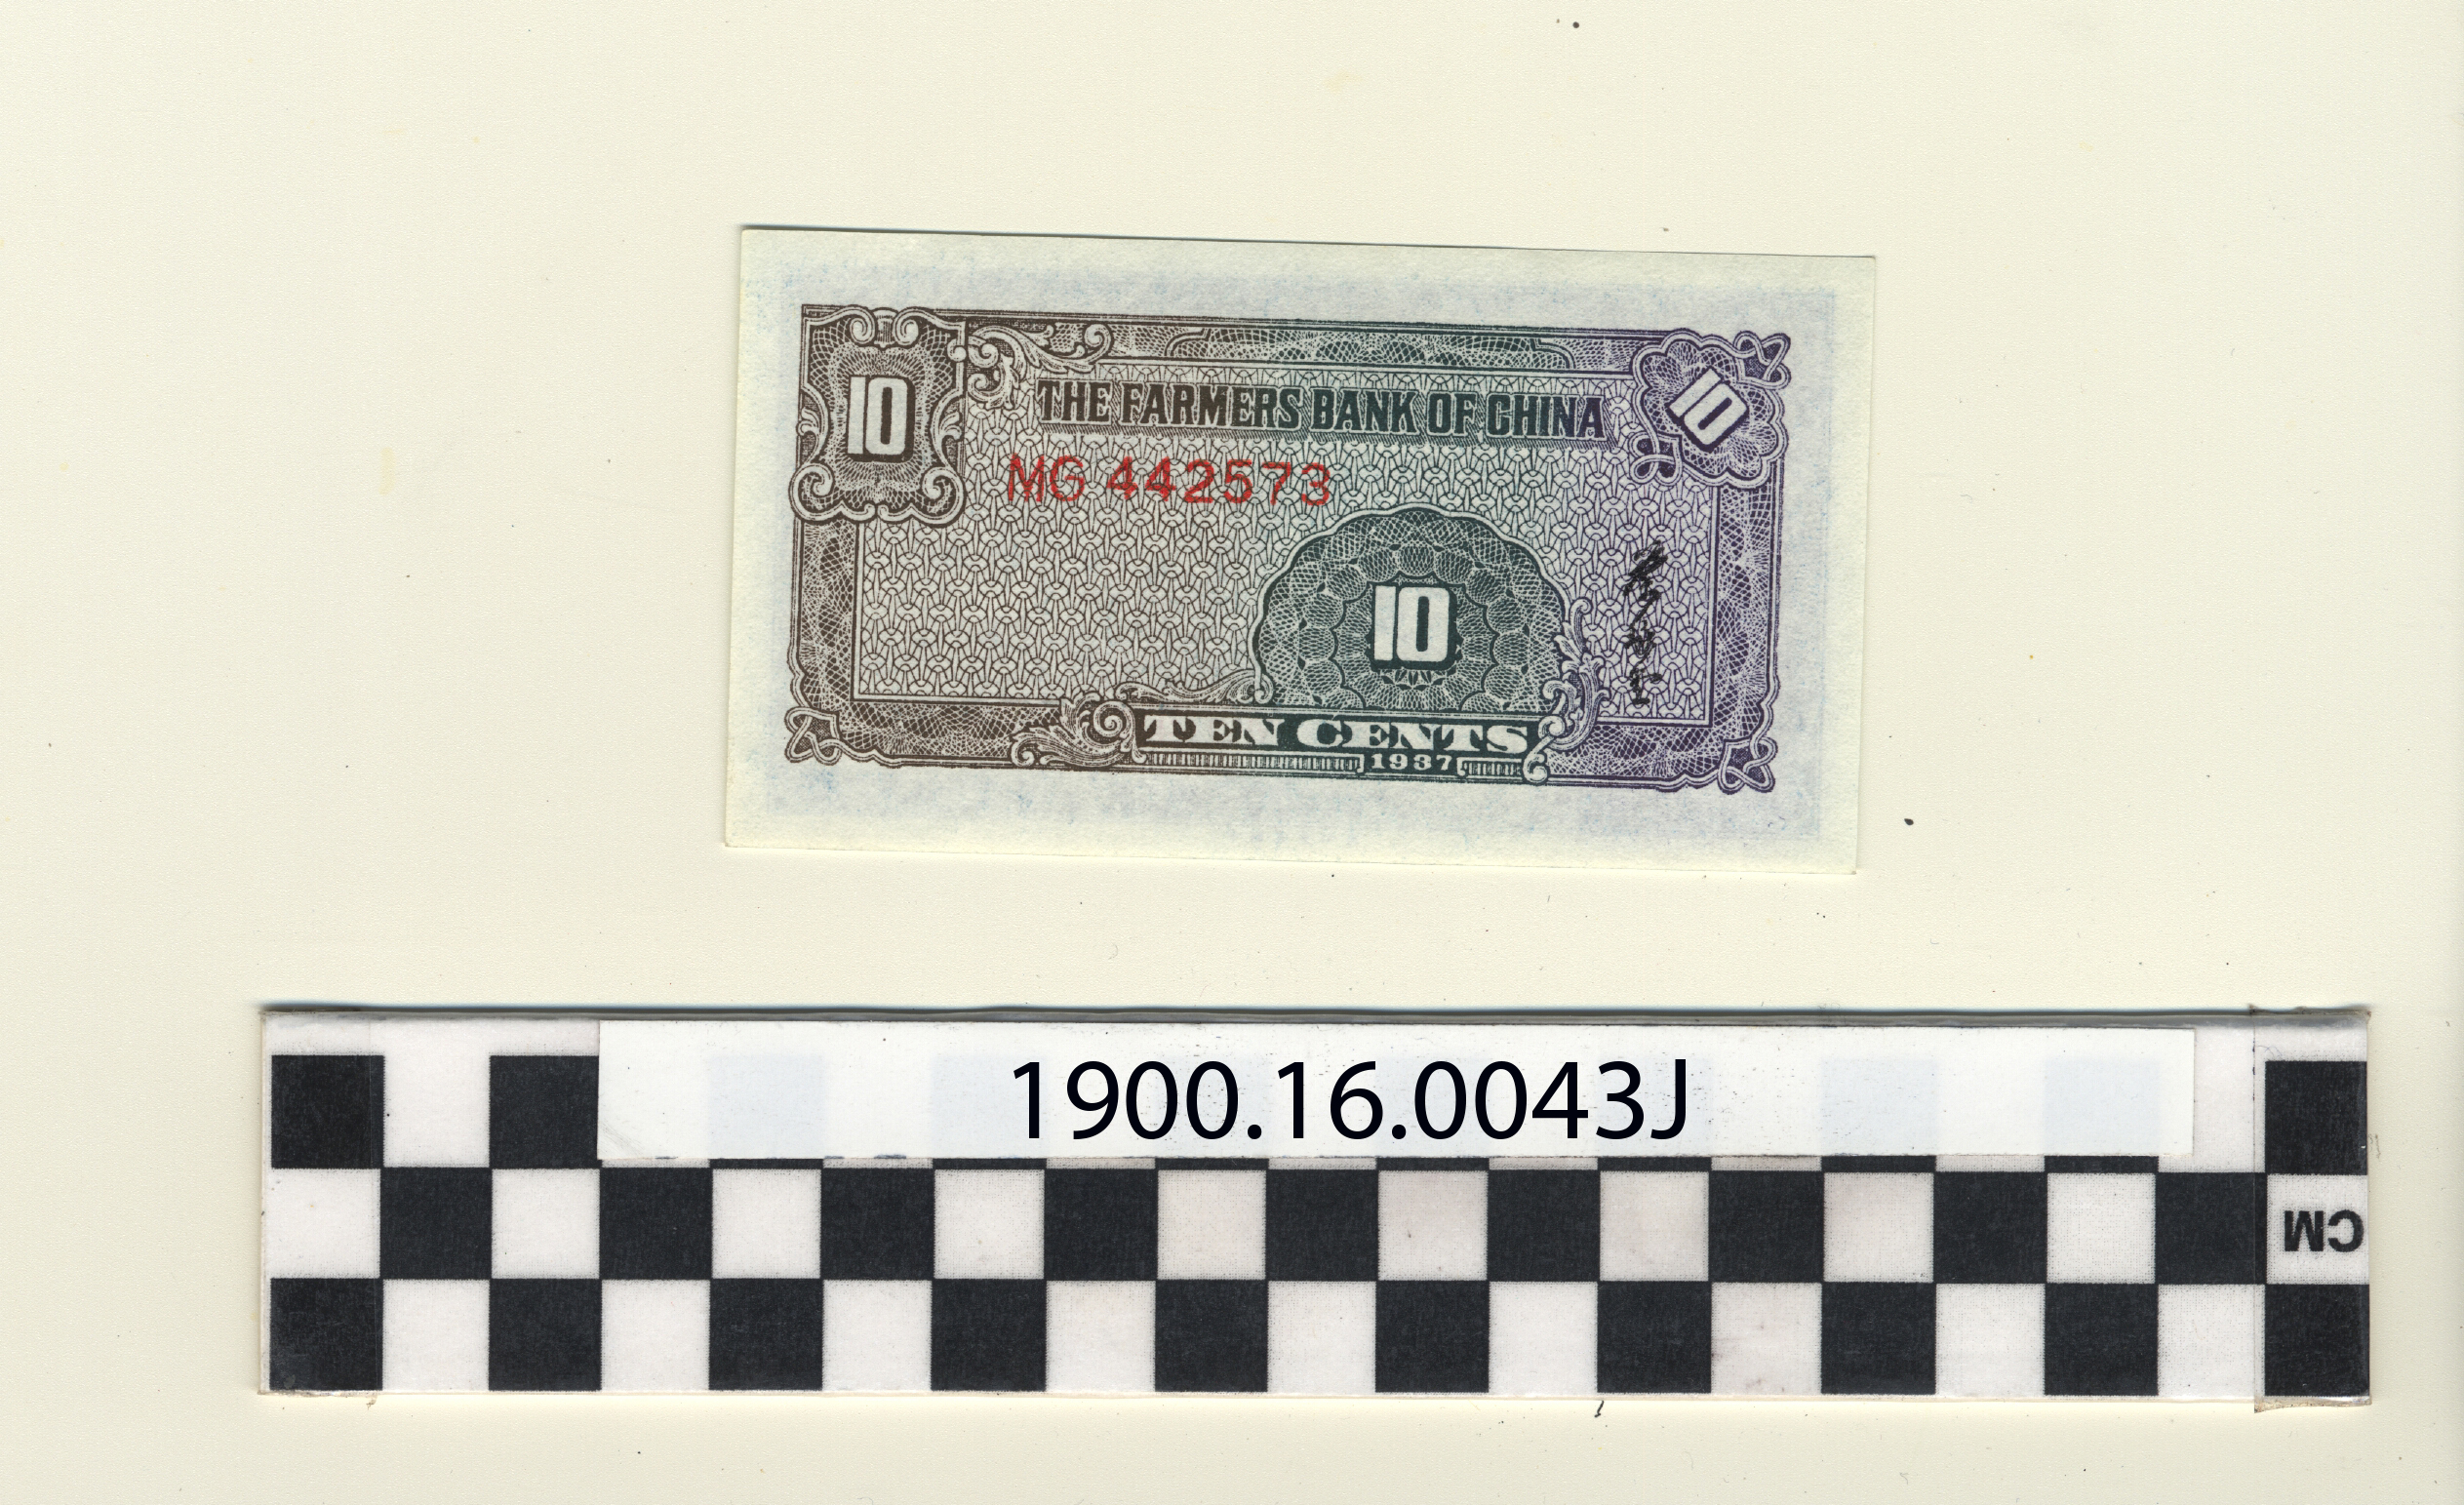 10
10
THE FARMERS BANK OF CHINA
MG 442573
10
TEN CENTS
1937
1900.16.0043J
CM